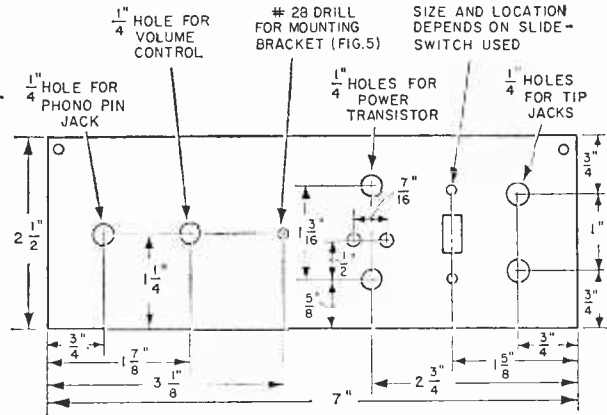 1/4" HOLE FOR
VOLUME
CONTROL
# 28 DRILL
FOR MOUNTING
BRACKET (FIG.5)
SIZE AND LOCATION
DEPENDS ON SLIDE-
SWITCH USED
1/4" HOLE FOR
PHONO PIN
JACK
1/4" HOLES FOR
POWER
TRANSISTOR
1/4" HOLES
FOR TIP
JACKS
2 1/2"
1 1/4"
1 3/16"
7/16"
1/2"
5/8"
3/4"
1"
3/4"
3/4"
3/4"
1 7/8"
1 5/8"
3 1/8"
2 3/4"
7"